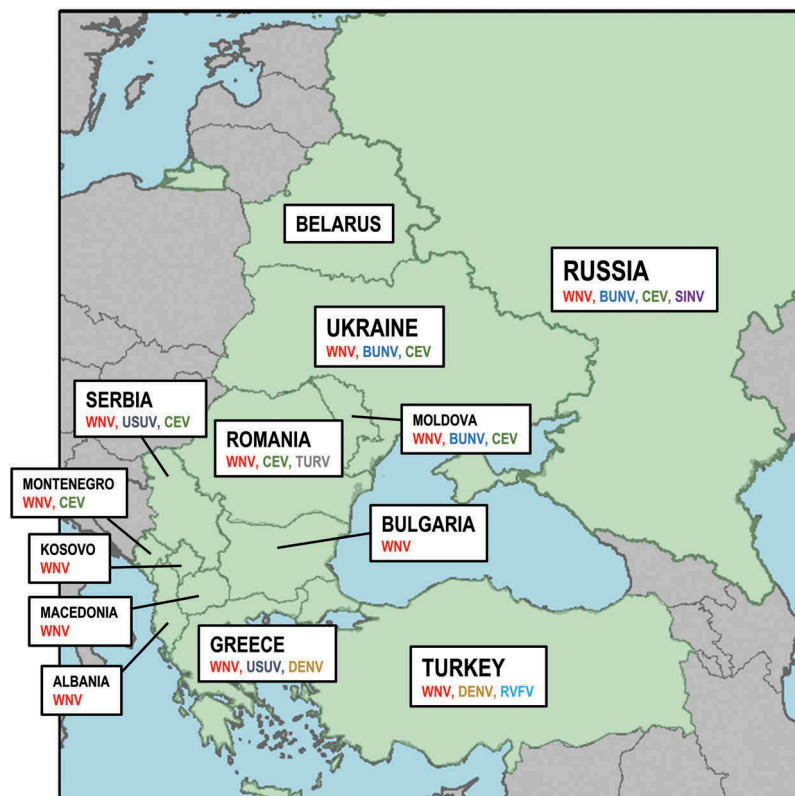 BELARUS
RUSSIA
WNV, BUNV, CEV, SINV
UKRAINE
WNV, BUNV, CEV
SERBIA
WNV, USUV, CEV
MOLDOVA
WNV, BUNV, CEV
ROMANIA
WNV, CEV, TURV
MONTENEGRO
WNV, CEV
BULGARIA
WNV
KOSOVO
WNV
MACEDONIA
WNV
GREECE
WNV, USUV, DENV
TURKEY
WNV, DENV, RVFV
ALBANIA
WNV